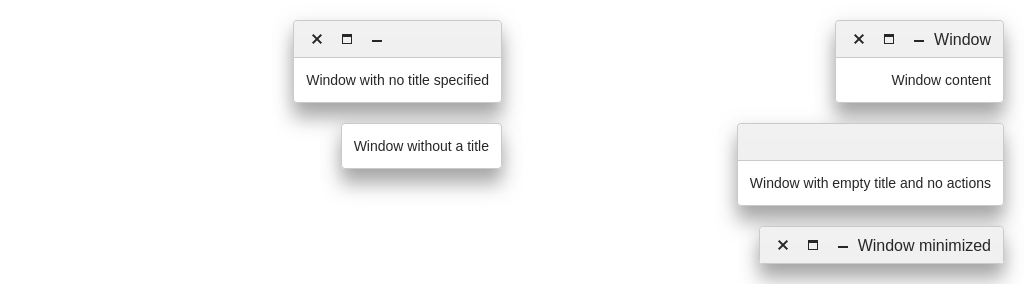 Window
Window content
Window with empty title and no actions
Window minimized
Window with no title specified
Window without a title